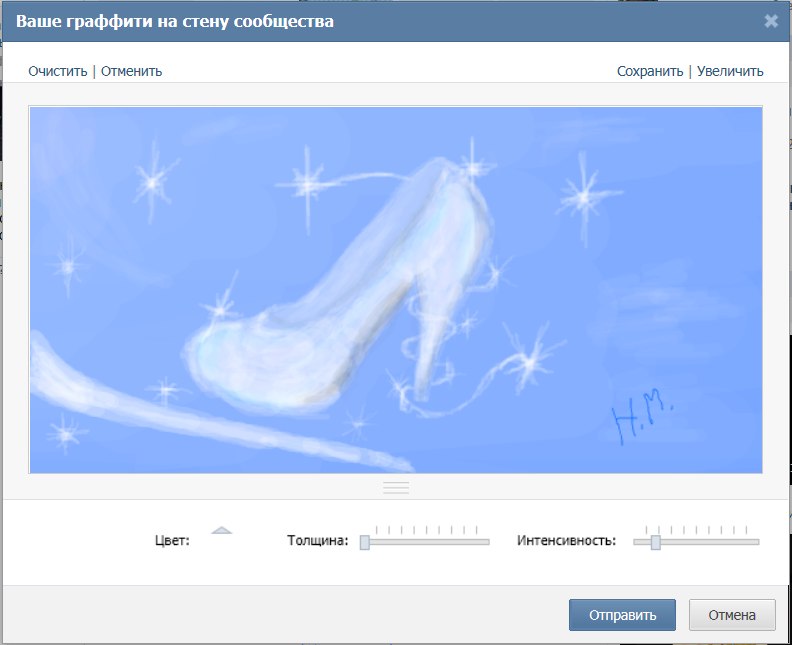 Ваше граффити на стену сообщества
Очистить | Отменить
Сохранить | Увеличить
Н.М.
Цвет:
Толщина:
Интенсивность:
Отправить
Отмена